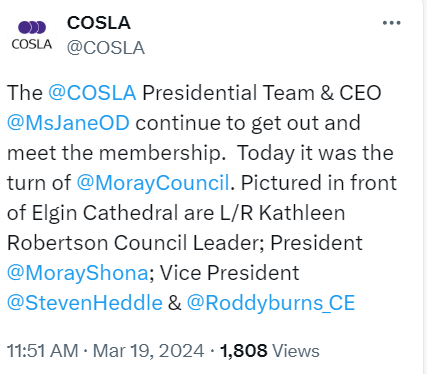 COSLA
COSLA
@COSLA
The @COSLA Presidential Team & CEO
@MsJaneOD continue to get out and
meet the membership.  Today it was the
turn of @MorayCouncil. Pictured in front
of Elgin Cathedral are L/R Kathleen
Robertson Council Leader; President
@MorayShona; Vice President
@StevenHeddle & @Roddyburns_CE
11:51 AM · Mar 19, 2024 · 1,808 Views